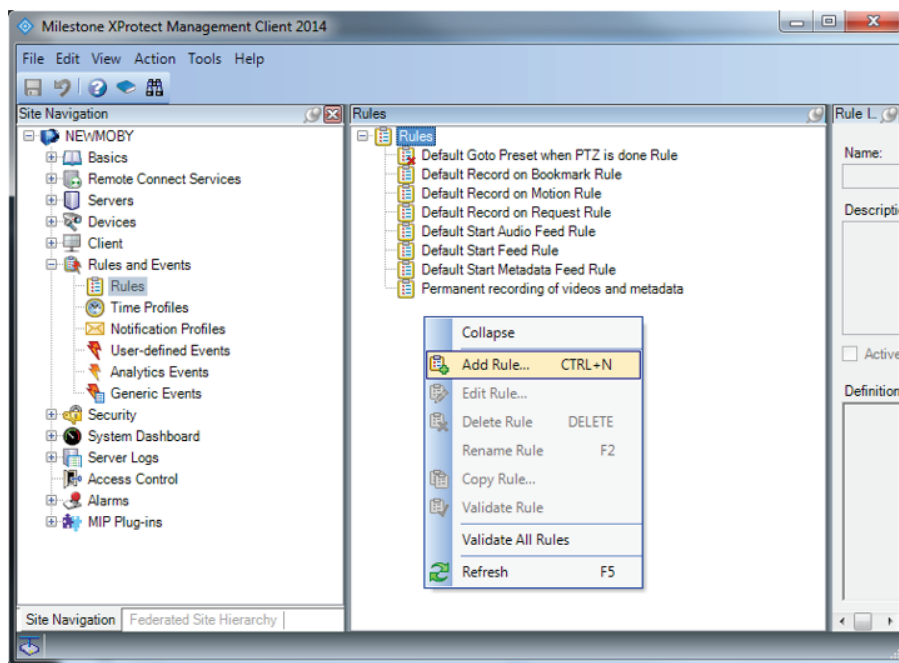 Milestone XProtect Management Client 2014
File Edit View Action Tools Help
Site Navigation
NEWMOBY
Basics
Remote Connect Services
Servers
Devices
Client
Rules and Events
Rules
Time Profiles
Notification Profiles
User-defined Events
Analytics Events
Generic Events
Security
System Dashboard
Server Logs
Access Control
Alarms
MIP Plug-ins
Site Navigation Federated Site Hierarchy
Rules
Rules
Default Goto Preset when PTZ is done Rule
Default Record on Bookmark Rule
Default Record on Motion Rule
Default Record on Request Rule
Default Start Audio Feed Rule
Default Start Feed Rule
Default Start Metadata Feed Rule
Permanent recording of videos and metadata
Collapse
Add Rule... CTRL+N
Edit Rule...
Delete Rule DELETE
Rename Rule F2
Copy Rule...
Validate Rule
Validate All Rules
Refresh F5
Rule I...
Name:
Descripti
Active
Definition